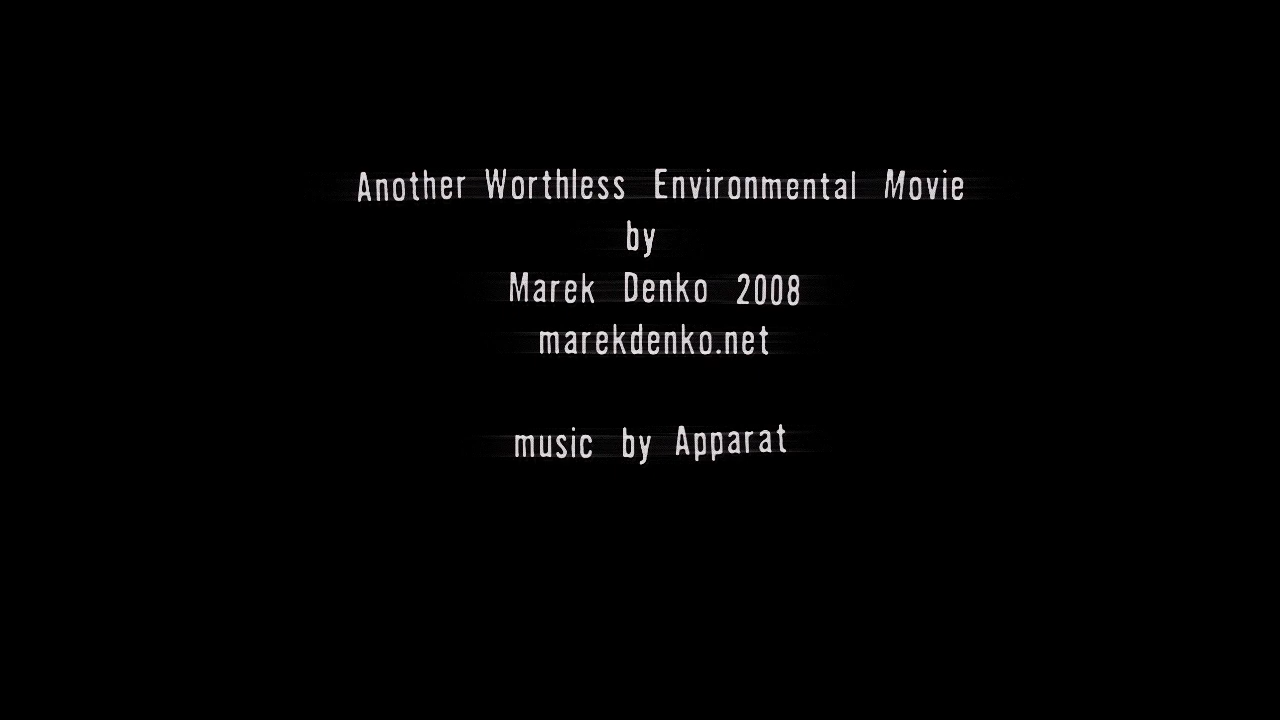 Another Worthless Environmental Movie
by
Marek Denko 2008
marekdenko.net
music by Apparat